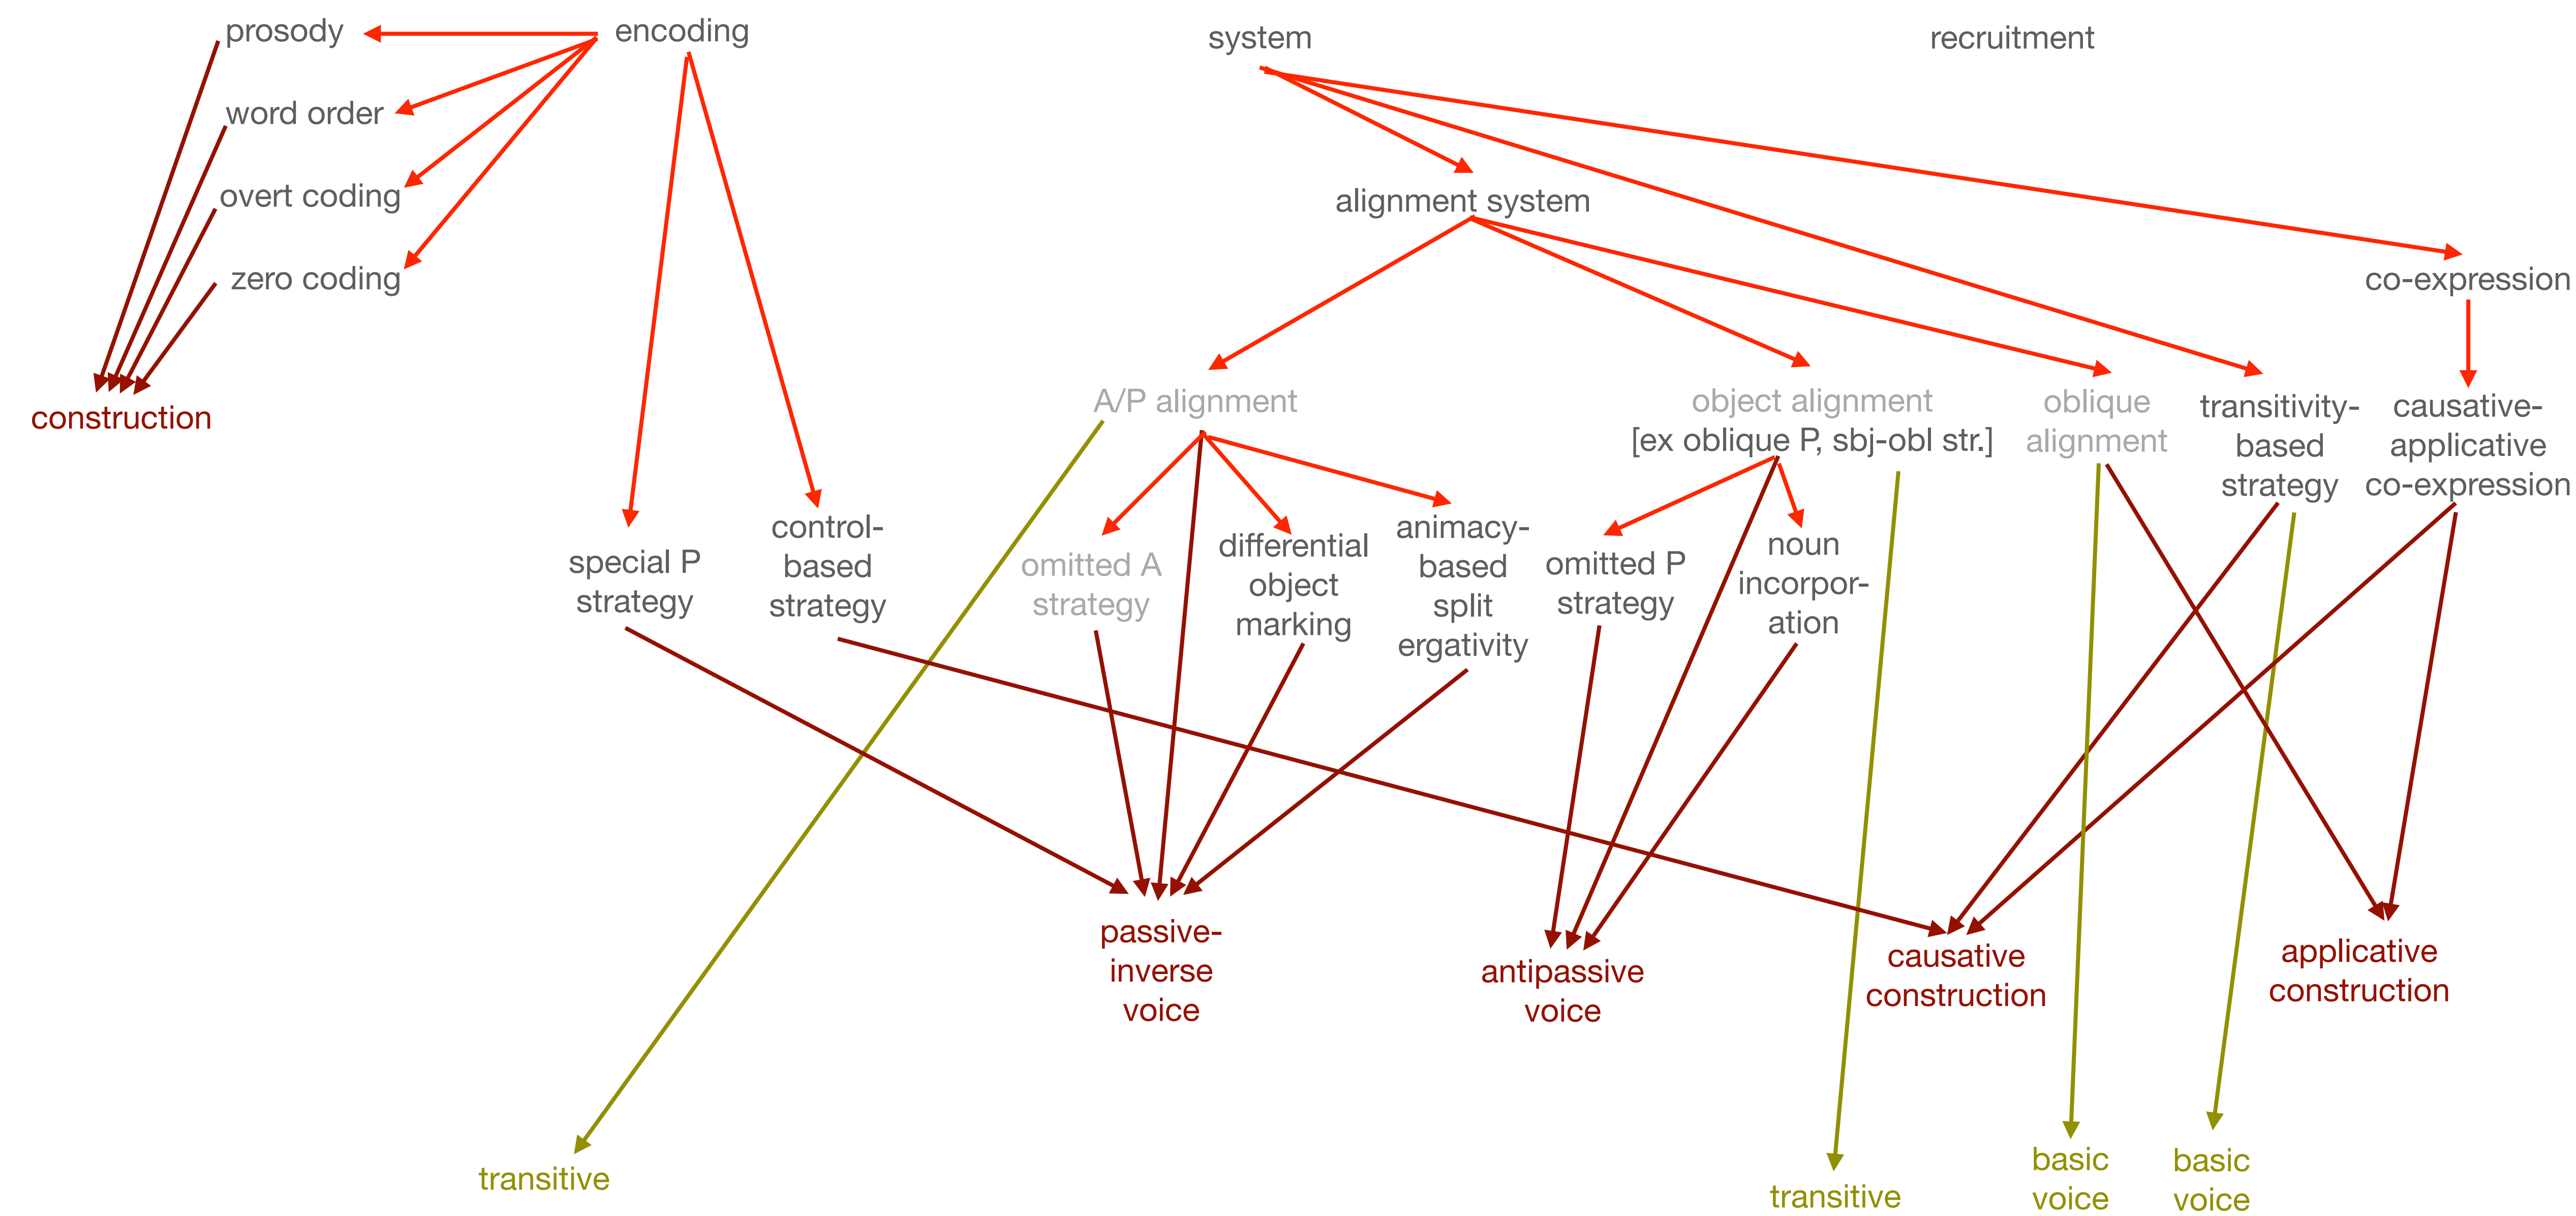 prosody
encoding
system
recruitment
word order
overt coding
alignment system
zero coding
co-expression
construction
A/P alignment
object alignment
[ex oblique P, sbj-obl str.]
oblique
alignment
transitivity-
based
strategy
causative-
applicative
co-expression
special P
strategy
control-
based
strategy
omitted A
strategy
differential
object
marking
animacy-
based
split
ergativity
omitted P
strategy
noun
incorpor-
ation
passive-
inverse
voice
antipassive
voice
causative
construction
applicative
construction
transitive
transitive
basic
voice
basic
voice